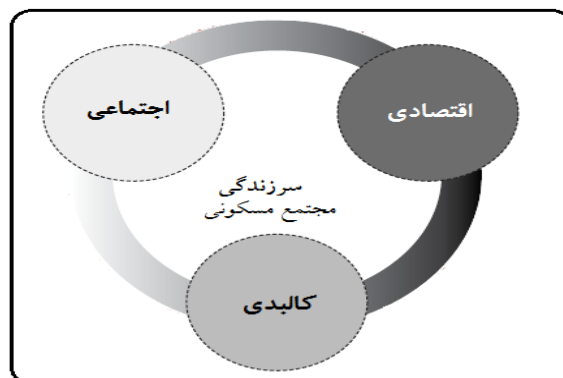 اقتصادی
اجتماعی
سرزندگی
مجتمع مسکونی
کالبدی